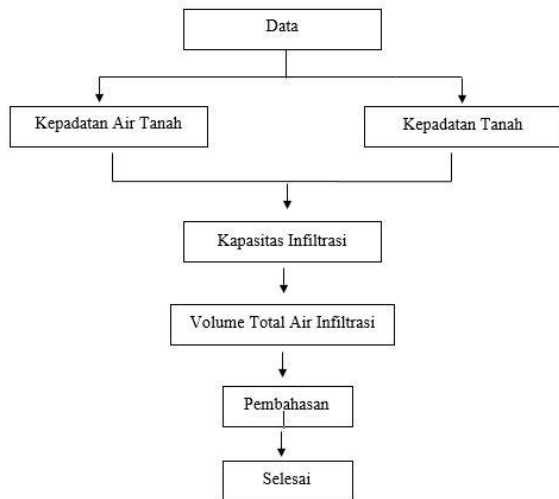 Data
Kepadatan Air Tanah
Kepadatan Tanah
Kapasitas Infiltrasi
Volume Total Air Infiltrasi
Pembahasan
Selesai